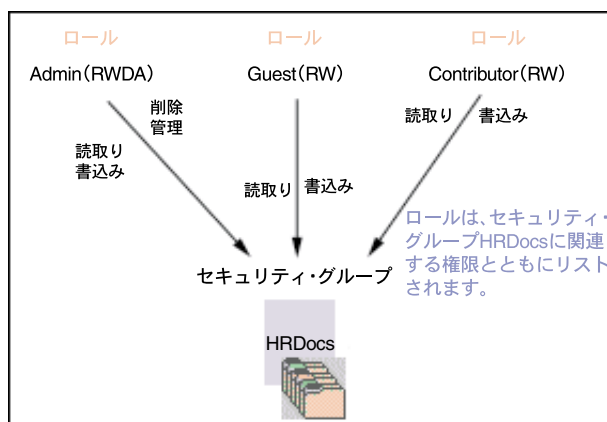 ロール ロール ロール
Admin(RWDA) Guest(RW) Contributor(RW)
削除
管理
読取り
書込み
読取り 書込み
読取り 書込み
ロールは、セキュリティ・
グループHRDocsに関連
する権限とともにリスト
されます。
セキュリティ・グループ
HRDocs